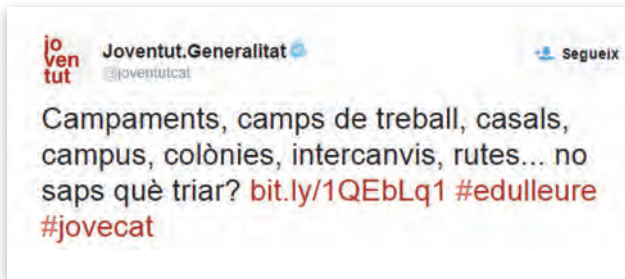 jo
ven
tut
Joventut.Generalitat
@joventutcat
Segueix
Campaments, camps de treball, casals,
campus, colònies, intercanvis, rutes... no
saps què triar? bit.ly/1QEbLq1 #edulleure
#jovecat